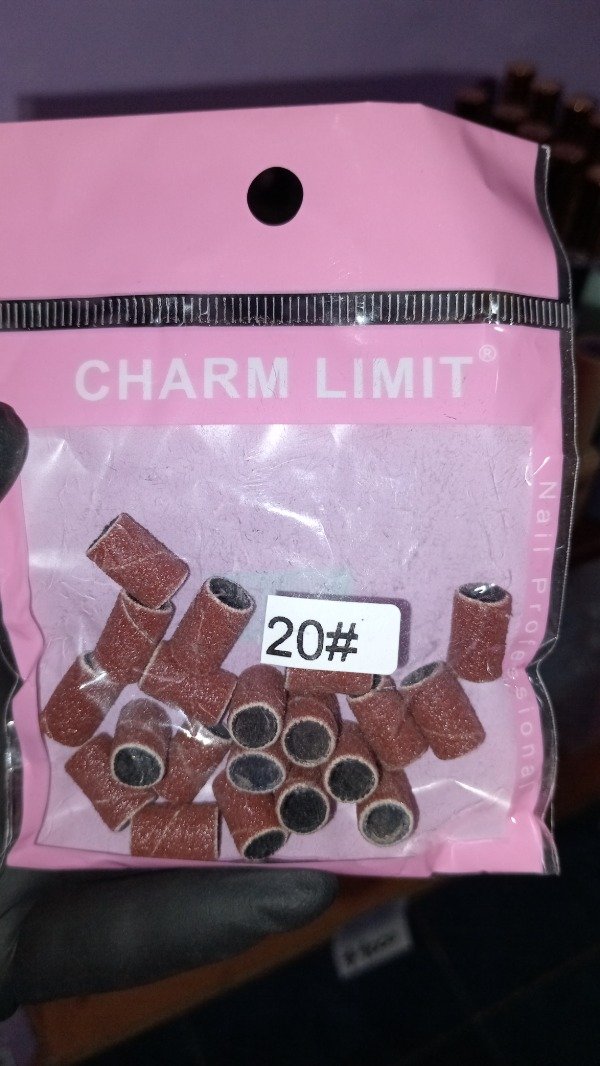 CHARM LIMIT®
Nail Professional
20#